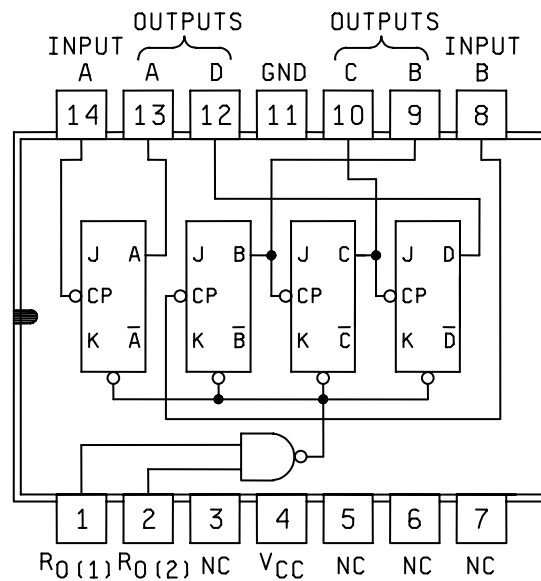 OUTPUTS OUTPUTS
INPUT INPUT
A A D GND C B B
14 13 12 11 10 9 8
J A J B J C J D
CP CP CP CP
K A̅ K B̅ K C̅ K D̅
1 2 3 4 5 6 7
R0(1) R0(2) NC VCC NC NC NC